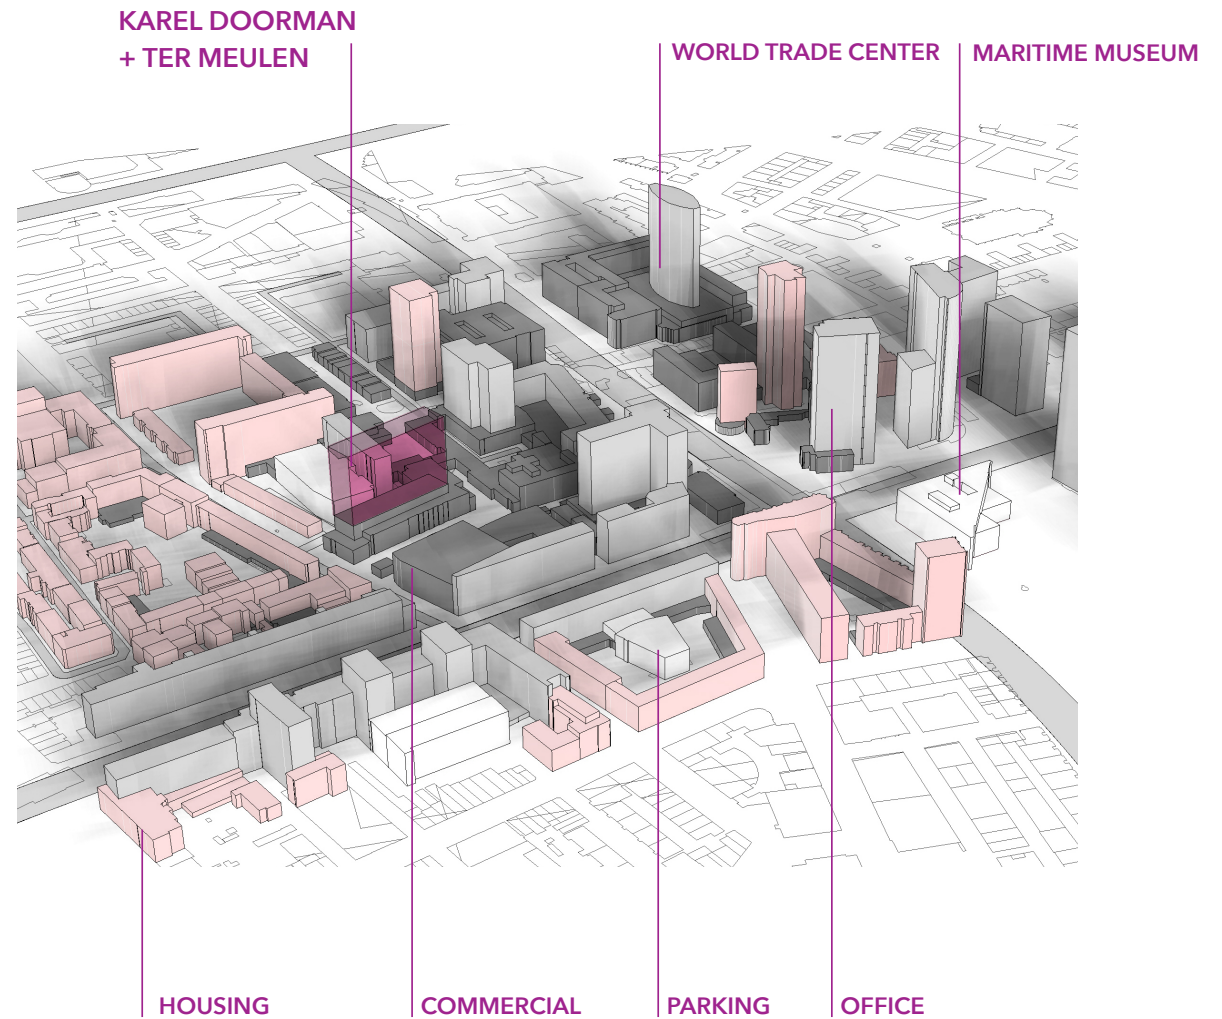 KAREL DOORMAN
+ TER MEULEN
WORLD TRADE CENTER
MARITIME MUSEUM
HOUSING
COMMERCIAL
PARKING
OFFICE